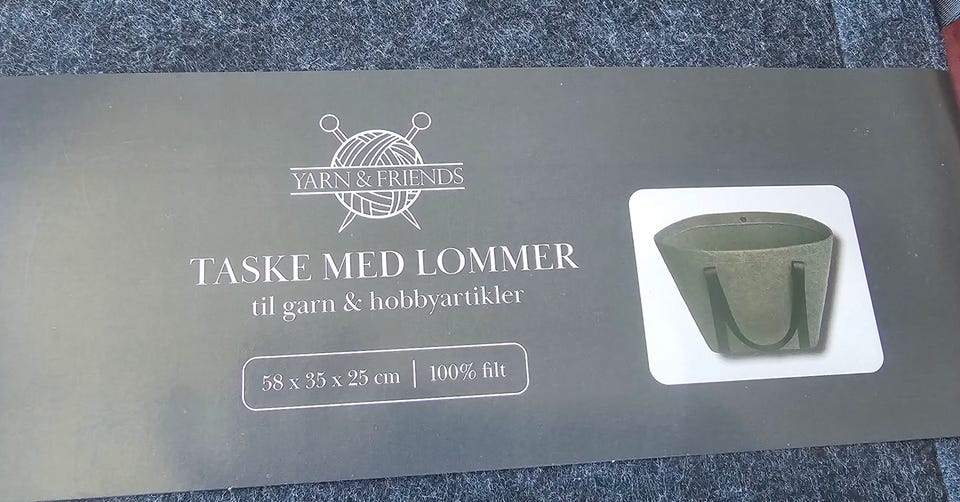 YARN & FRIENDS
TASKE MED LOMMER
til garn & hobbyartikler
58 x 35 x 25 cm | 100% filt